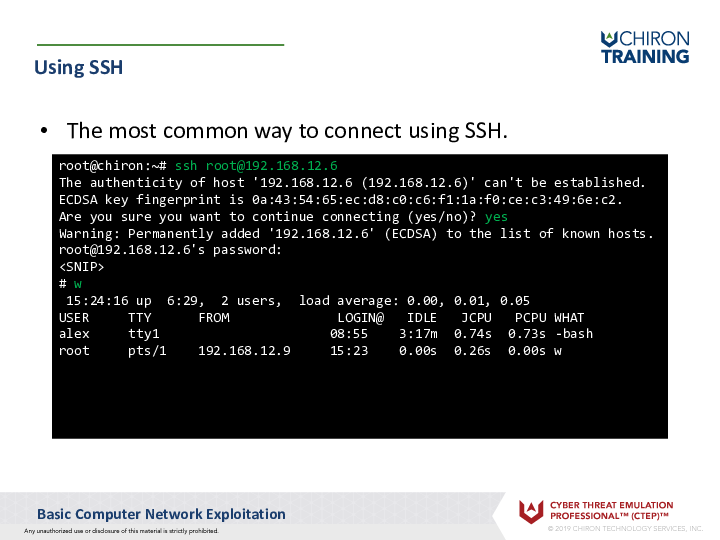 CHIRON
TRAINING
Using SSH
• The most common way to connect using SSH.
root@chiron:~# ssh root@192.168.12.6
The authenticity of host '192.168.12.6 (192.168.12.6)' can't be established.
ECDSA key fingerprint is 0a:43:54:65:ec:d8:c0:c6:f1:1a:f0:ce:c3:49:6e:c2.
Are you sure you want to continue connecting (yes/no)? yes
Warning: Permanently added '192.168.12.6' (ECDSA) to the list of known hosts.
root@192.168.12.6's password:
<SNIP>
# w
 15:24:16 up  6:29,  2 users,  load average: 0.00, 0.01, 0.05
USER     TTY      FROM              LOGIN@   IDLE   JCPU   PCPU WHAT
alex     tty1                      08:55    3:17m  0.74s  0.73s -bash
root     pts/1    192.168.12.9     15:23    0.00s  0.26s  0.00s w
Basic Computer Network Exploitation
Any unauthorized use or disclosure of this material is strictly prohibited.
CYBER THREAT EMULATION
PROFESSIONAL™ (CTEP)™
© 2019 CHIRON TECHNOLOGY SERVICES, INC.